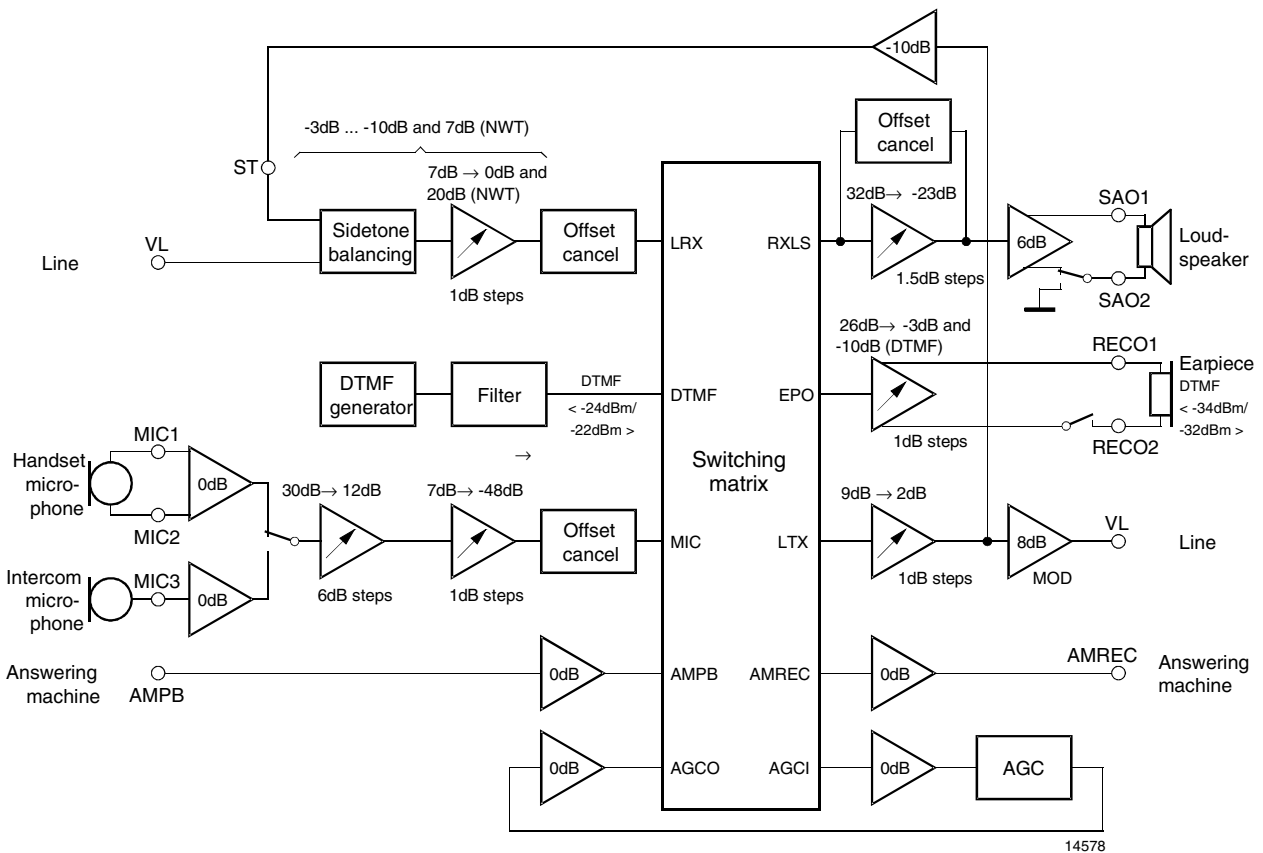 -10dB
Offset
cancel
-3dB ... -10dB and 7dB (NWT)
ST
7dB → 0dB and
20dB (NWT)
32dB→ -23dB
SAO1
Sidetone
balancing
Offset
cancel
LRX
RXLS
6dB
Loud-
speaker
VL
Line
1dB steps
1.5dB steps
SAO2
26dB→ -3dB and
-10dB (DTMF)
RECO1
Earpiece
DTMF
< -34dBm/
-32dBm >
DTMF
generator
Filter
DTMF
< -24dBm/
-22dBm >
DTMF
EPO
1dB steps
RECO2
→
MIC1
Handset
micro-
phone
0dB
MIC2
30dB→ 12dB
7dB→ -48dB
Switching
matrix
9dB → 2dB
Offset
cancel
MIC
LTX
8dB
VL
Line
MOD
6dB steps
1dB steps
1dB steps
Intercom
micro-
phone
MIC3
0dB
Answering
machine
AMPB
0dB
AMPB
AMREC
0dB
AMREC
Answering
machine
0dB
AGCO
AGCI
0dB
AGC
14578